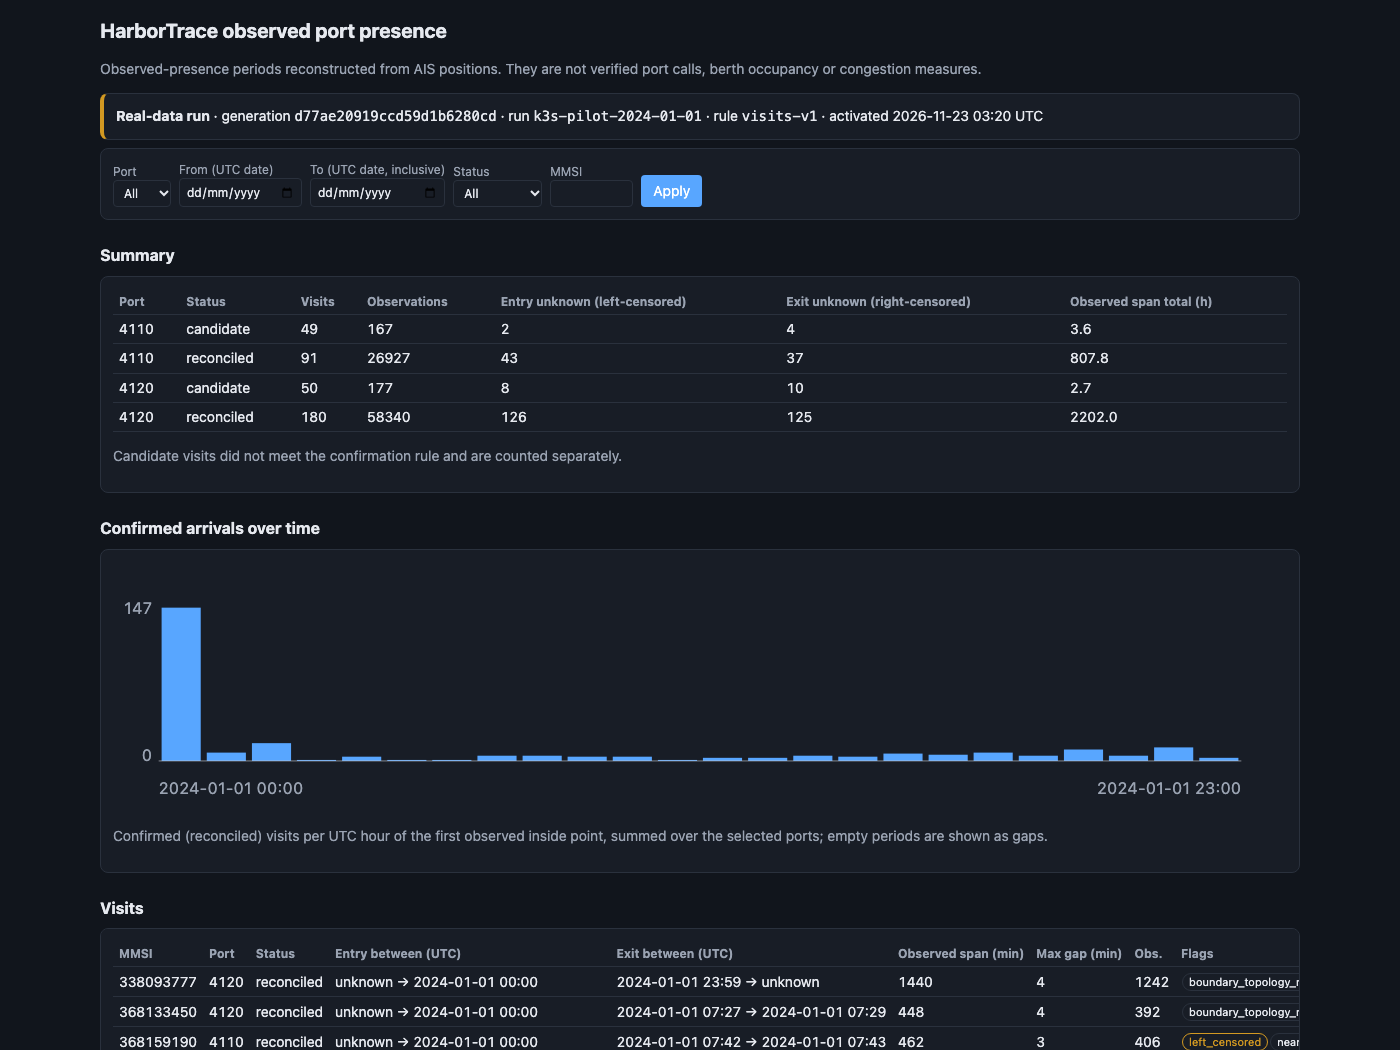 HarborTrace observed port presence
Observed-presence periods reconstructed from AIS positions. They are not verified port calls, berth occupancy or congestion measures.
Real-data run · generation d77ae20919ccd59d1b6280cd · run k3s-pilot-2024-01-01 · rule visits-v1 · activated 2026-11-23 03:20 UTC
Port From (UTC date) To (UTC date, inclusive) Status MMSI
All dd/mm/yyyy dd/mm/yyyy All Apply
Summary
Port Status Visits Observations Entry unknown (left-censored) Exit unknown (right-censored) Observed span total (h)
4110 candidate 49 167 2 4 3.6
4110 reconciled 91 26927 43 37 807.8
4120 candidate 50 177 8 10 2.7
4120 reconciled 180 58340 126 125 2202.0
Candidate visits did not meet the confirmation rule and are counted separately.
Confirmed arrivals over time
147
0
2024-01-01 00:00 2024-01-01 23:00
Confirmed (reconciled) visits per UTC hour of the first observed inside point, summed over the selected ports; empty periods are shown as gaps.
Visits
MMSI Port Status Entry between (UTC) Exit between (UTC) Observed span (min) Max gap (min) Obs. Flags
338093777 4120 reconciled unknown → 2024-01-01 00:00 2024-01-01 23:59 → unknown 1440 4 1242 boundary_topology_
368133450 4120 reconciled unknown → 2024-01-01 00:00 2024-01-01 07:27 → 2024-01-01 07:29 448 4 392 boundary_topology_
368159190 4110 reconciled unknown → 2024-01-01 00:00 2024-01-01 07:42 → 2024-01-01 07:43 462 3 406 left_censored near